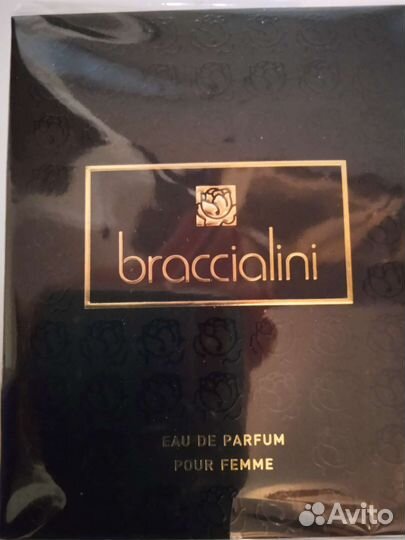 braccialini
EAU DE PARFUM
POUR FEMME
Avito